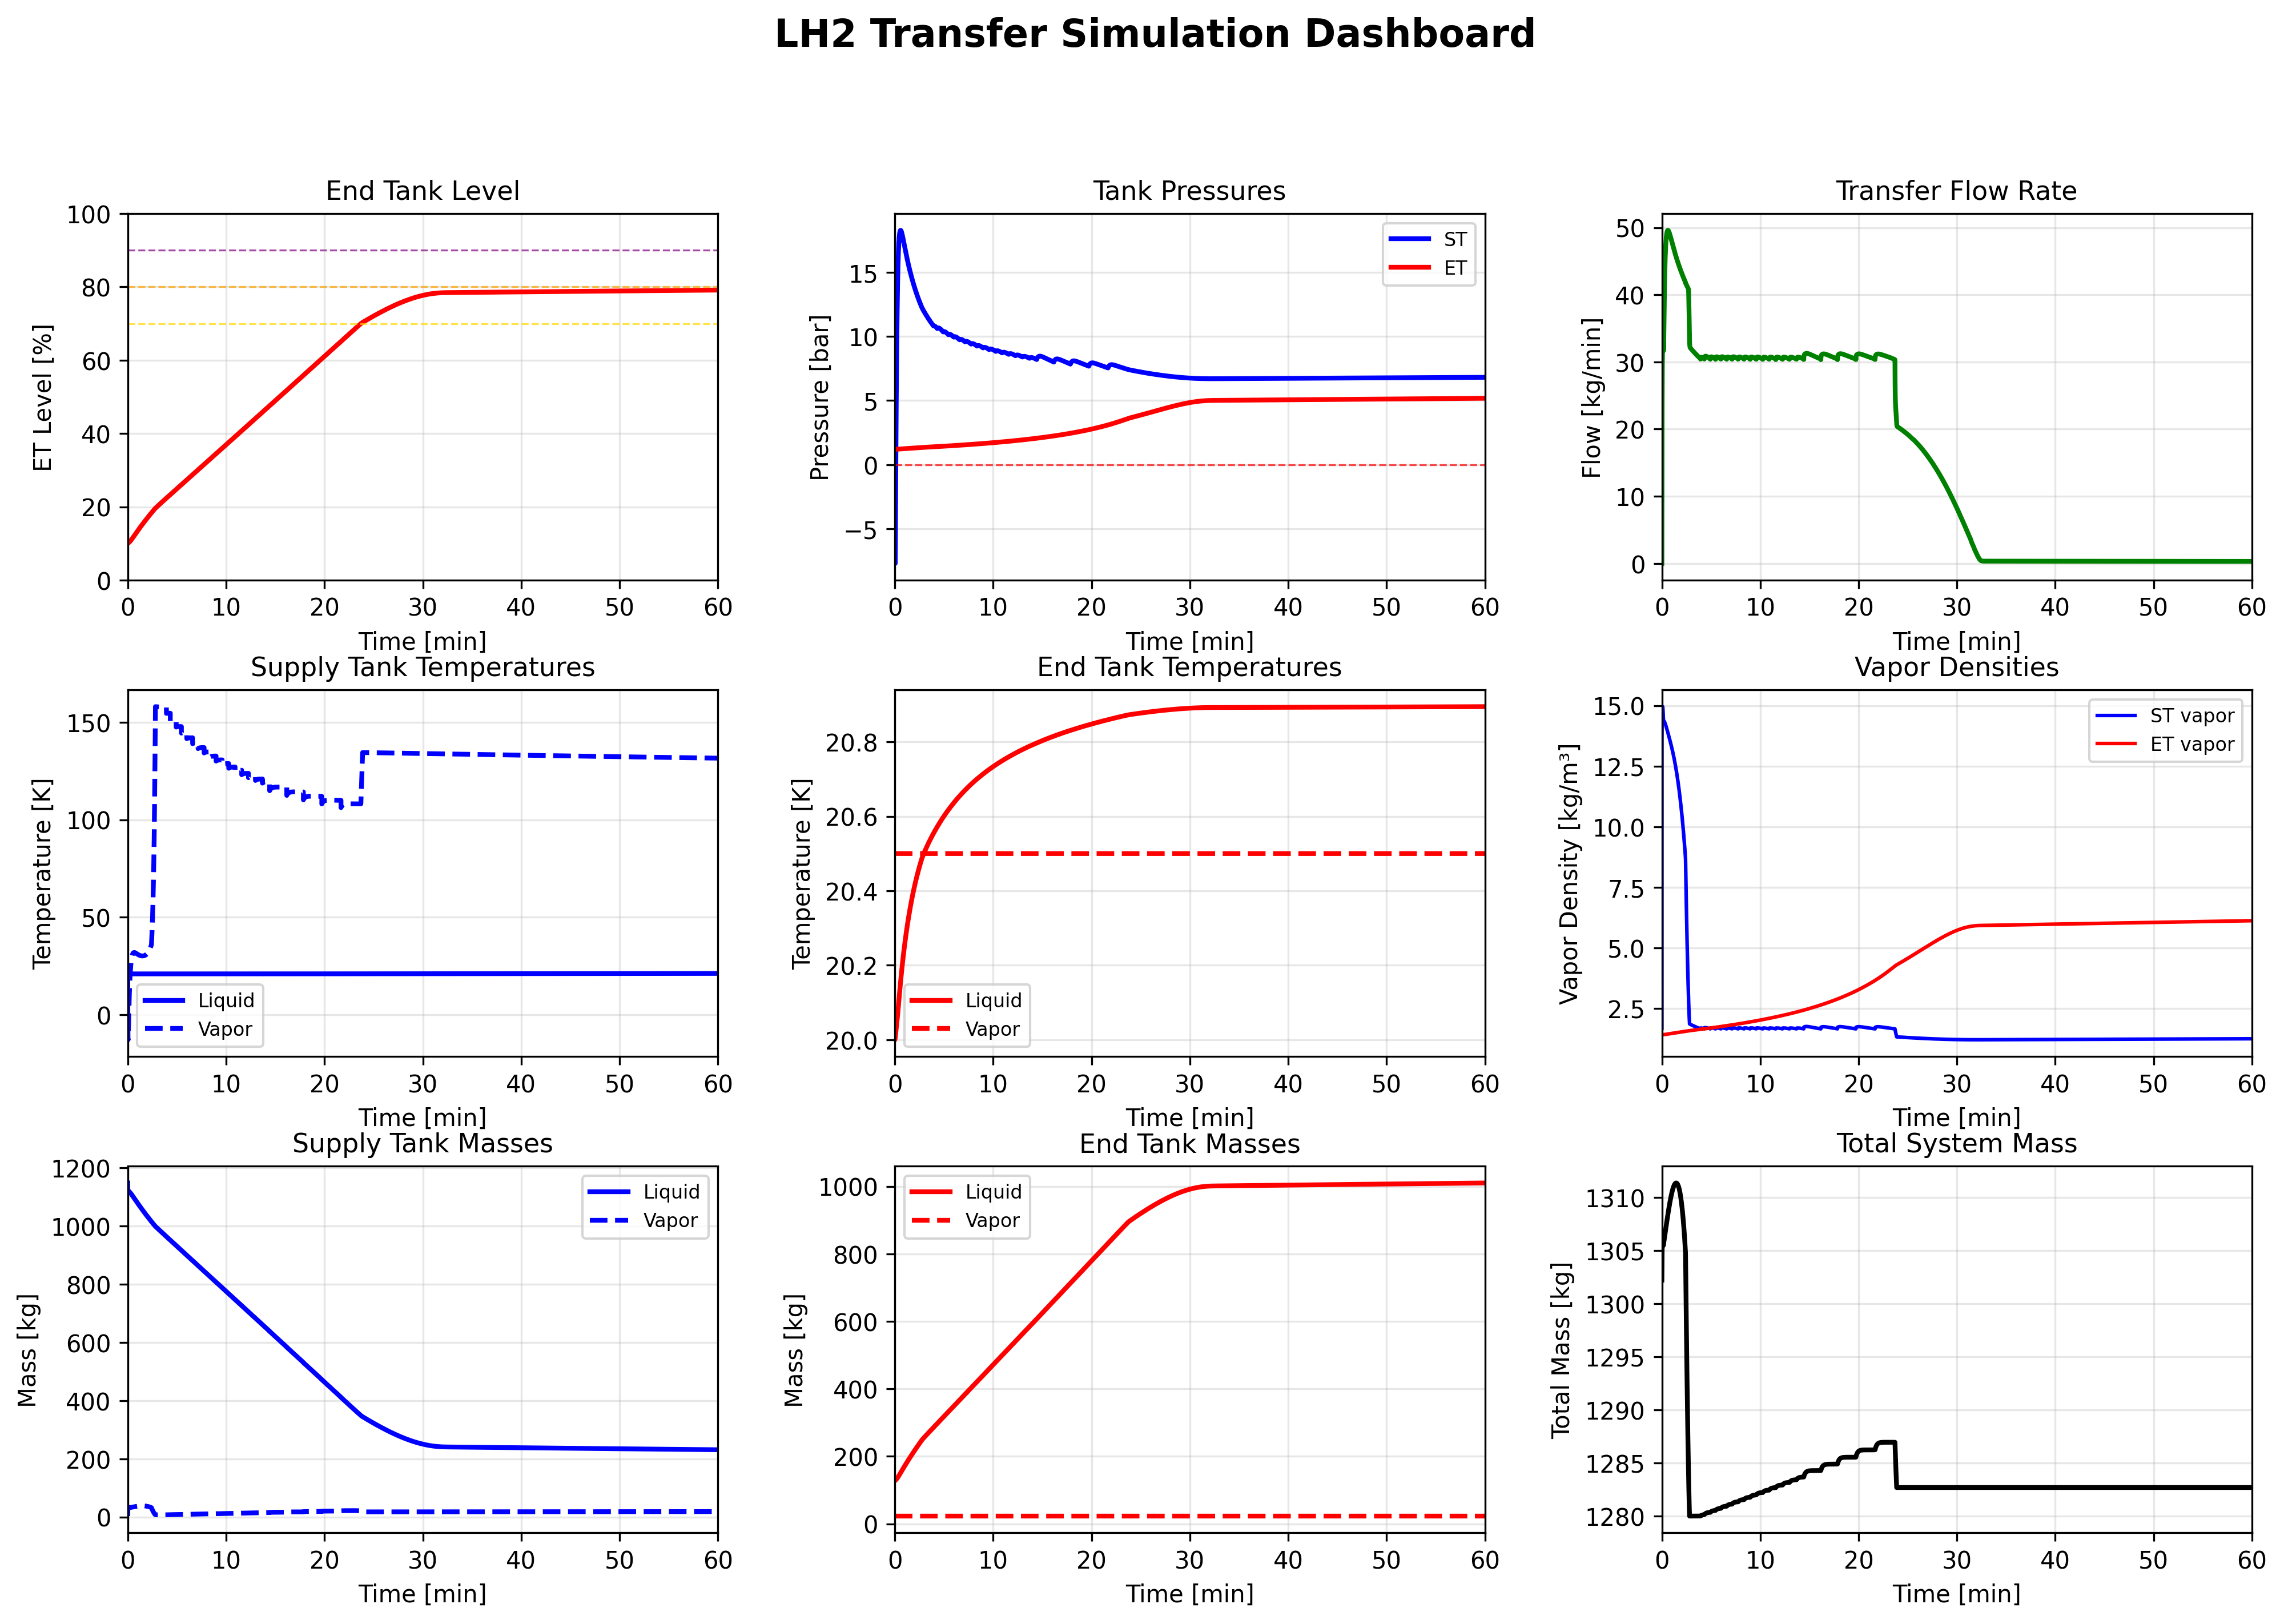 LH2 Transfer Simulation Dashboard
End Tank Level
ET Level [%]
100
80
60
40
20
0
0 10 20 30 40 50 60
Time [min]
Tank Pressures
Pressure [bar]
15
10
5
0
−5
ST
ET
0 10 20 30 40 50 60
Time [min]
Transfer Flow Rate
Flow [kg/min]
50
40
30
20
10
0
0 10 20 30 40 50 60
Time [min]
Supply Tank Temperatures
Temperature [K]
150
100
50
0
Liquid
Vapor
0 10 20 30 40 50 60
Time [min]
End Tank Temperatures
Temperature [K]
20.8
20.6
20.4
20.2
20.0
Liquid
Vapor
0 10 20 30 40 50 60
Time [min]
Vapor Densities
Vapor Density [kg/m³]
15.0
12.5
10.0
7.5
5.0
2.5
ST vapor
ET vapor
0 10 20 30 40 50 60
Time [min]
Supply Tank Masses
Mass [kg]
1200
1000
800
600
400
200
0
Liquid
Vapor
0 10 20 30 40 50 60
Time [min]
End Tank Masses
Mass [kg]
1000
800
600
400
200
0
Liquid
Vapor
0 10 20 30 40 50 60
Time [min]
Total System Mass
Total Mass [kg]
1310
1305
1300
1295
1290
1285
1280
0 10 20 30 40 50 60
Time [min]